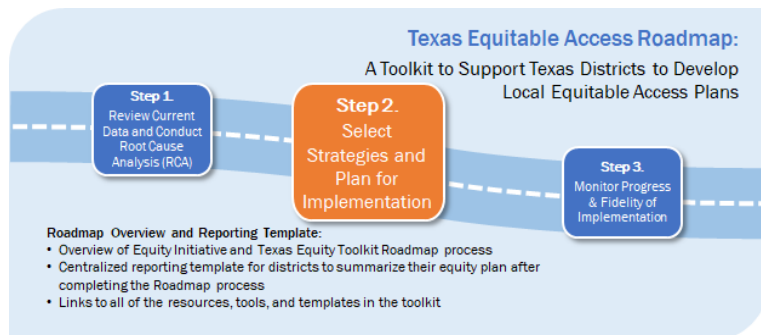 Texas Equitable Access Roadmap:
A Toolkit to Support Texas Districts to Develop
Local Equitable Access Plans
Step 1.
Review Current
Data and Conduct
Root Cause
Analysis (RCA)
Step 2.
Select
Strategies and
Plan for
Implementation
Step 3.
Monitor Progress
& Fidelity of
Implementation
Roadmap Overview and Reporting Template:
• Overview of Equity Initiative and Texas Equity Toolkit Roadmap process
• Centralized reporting template for districts to summarize their equity plan after
completing the Roadmap process
• Links to all of the resources, tools, and templates in the toolkit